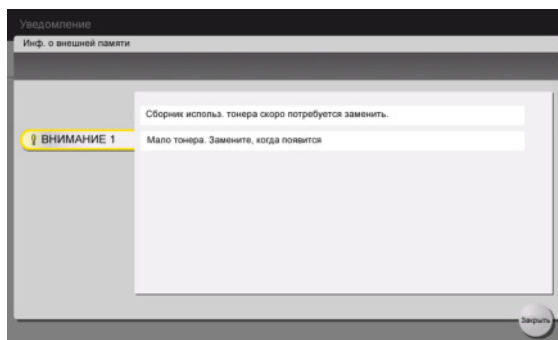 Уведомление
Инф. о внешней памяти
Сборник использ. тонера скоро потребуется заменить.
ВНИМАНИЕ 1
Мало тонера. Замените, когда появится
Закрыть